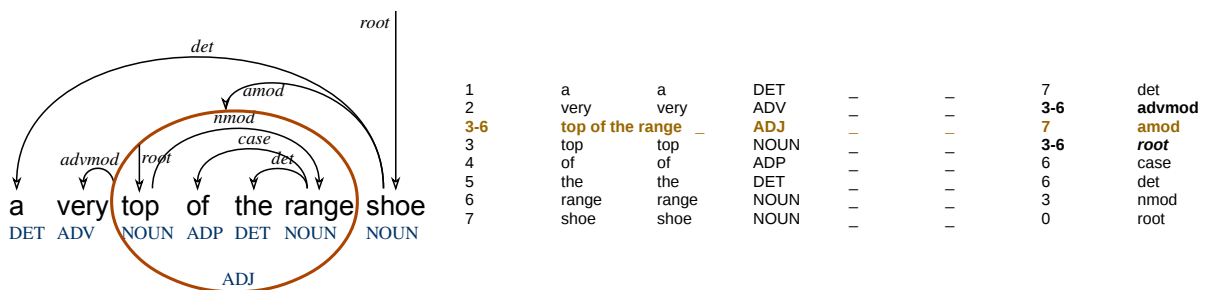 root
det
amod
nmod
case
advmod root det
a very top of the range shoe
DET ADV NOUN ADP DET NOUN NOUN
ADJ
1 a a DET _ _ 7 det
2 very very ADV _ _ 3-6 advmod
3-6 top of the range _ ADJ _ _ 7 amod
3 top top NOUN _ _ 3-6 root
4 of of ADP _ _ 6 case
5 the the DET _ _ 6 det
6 range range NOUN _ _ 3 nmod
7 shoe shoe NOUN _ _ 0 root